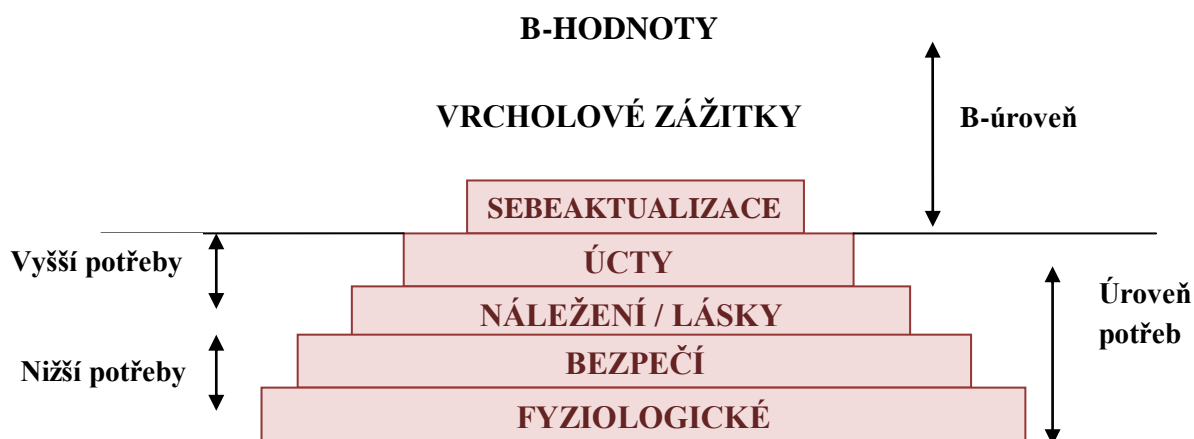 B-HODNOTY
VRCHOLOVÉ ZÁŽITKY
B-úroveň
SEBEAKTUALIZACE
Vyšší potřeby
ÚCTY
NÁLEŽENÍ / LÁSKY
Úroveň
potřeb
Nižší potřeby
BEZPEČÍ
FYZIOLOGICKÉ